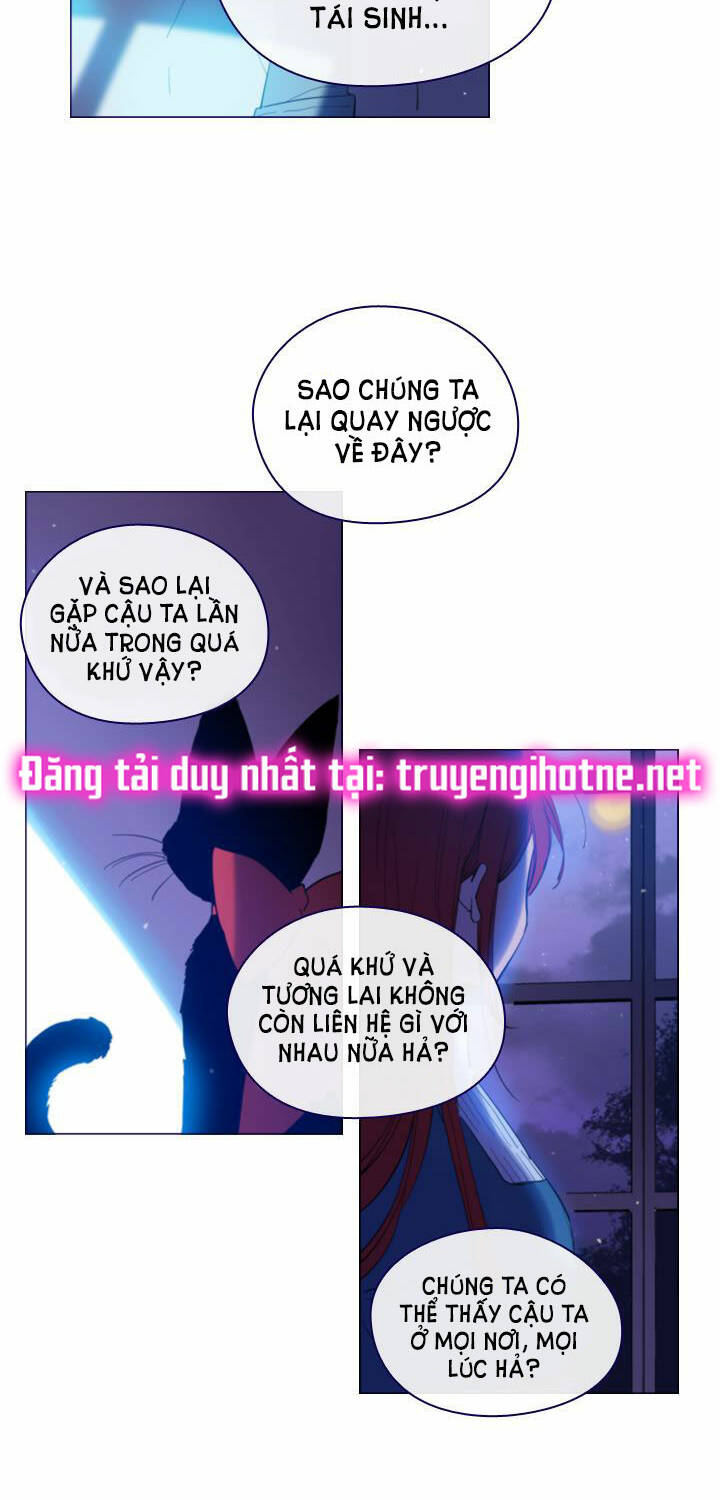 TÁI SINH...
SAO CHÚNG TA
LẠI QUAY NGƯỢC
VỀ ĐÂY?
VÀ SAO LẠI
GẶP CẬU TA LẦN
NỮA TRONG QUÁ
KHỨ VẬY?
Đăng tải duy nhất tại: truyengihotne.net
QUÁ KHỨ VÀ
TƯƠNG LAI KHÔNG
CÒN LIÊN HỆ GÌ VỚI
NHAU NỮA HẢ?
CHÚNG TA CÓ
THỂ THẤY CẬU TA
Ở MỌI NƠI, MỌI
LÚC HẢ?